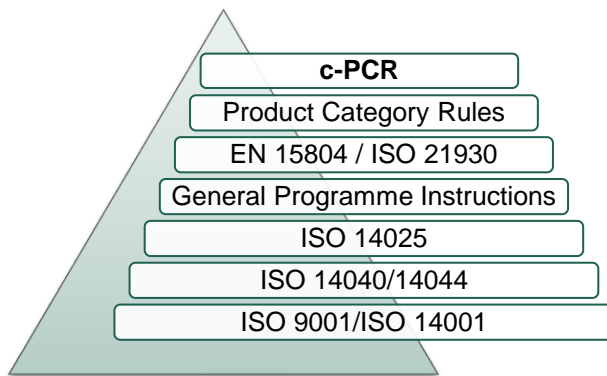 c-PCR
Product Category Rules
EN 15804 / ISO 21930
General Programme Instructions
ISO 14025
ISO 14040/14044
ISO 9001/ISO 14001